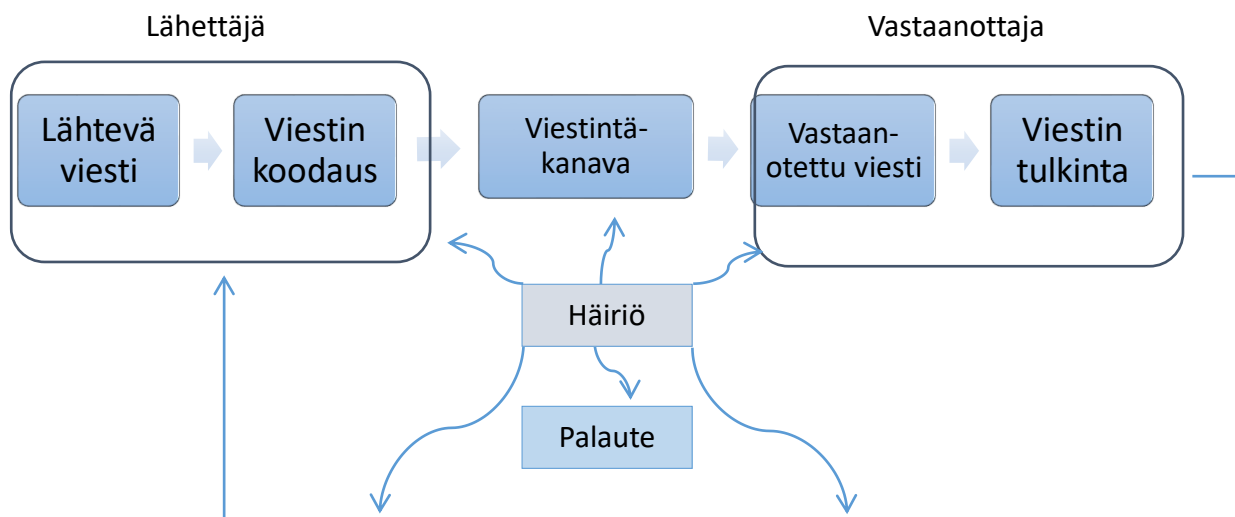 Lähettäjä
Vastaanottaja
Lähtevä
viesti
Viestin
koodaus
Viestintä-
kanava
Vastaan-
otettu viesti
Viestin
tulkinta
Häiriö
Palaute